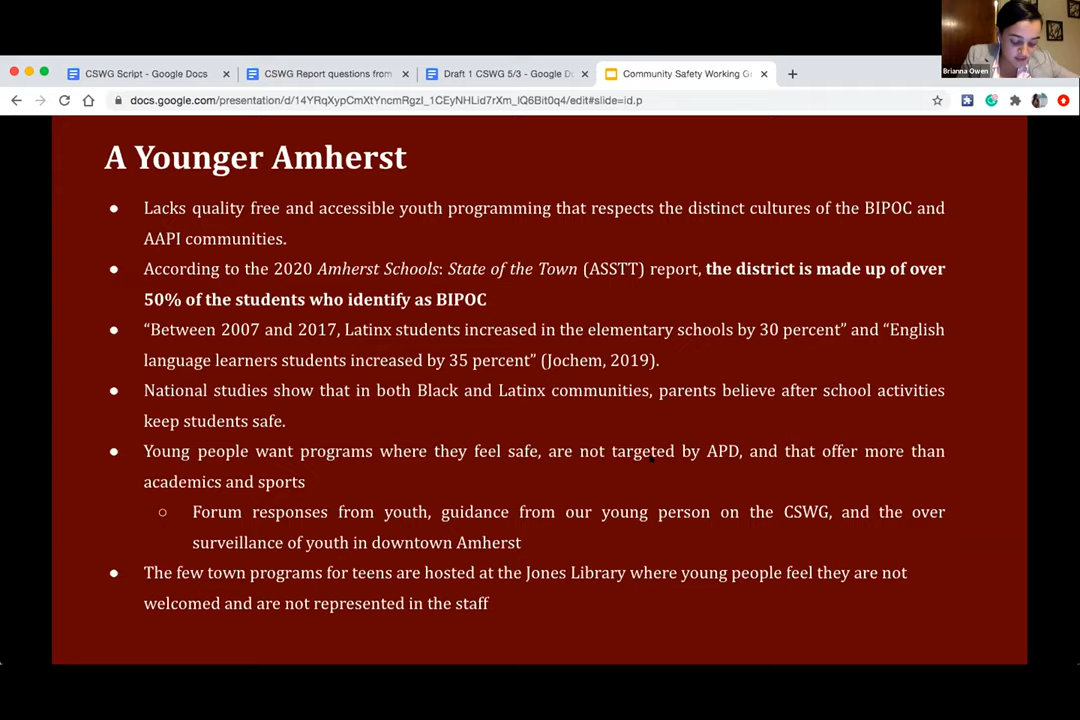 Brianna Owen
CSWG Script - Google Docs
CSWG Report questions from
Draft 1 CSWG 5/3 - Google D
Community Safety Working G
docs.google.com/presentation/d/14YRqXypCmXtYncmRgzI_1CEyNHLid7rXm_IQ6Bit0q4/edit#slide=id.p
A Younger Amherst
● Lacks quality free and accessible youth programming that respects the distinct cultures of the BIPOC and
AAPI communities.
● According to the 2020 Amherst Schools: State of the Town (ASSTT) report, the district is made up of over
50% of the students who identify as BIPOC
● “Between 2007 and 2017, Latinx students increased in the elementary schools by 30 percent” and “English
language learners students increased by 35 percent” (Jochem, 2019).
● National studies show that in both Black and Latinx communities, parents believe after school activities
keep students safe.
● Young people want programs where they feel safe, are not targeted by APD, and that offer more than
academics and sports
○ Forum responses from youth, guidance from our young person on the CSWG, and the over
surveillance of youth in downtown Amherst
● The few town programs for teens are hosted at the Jones Library where young people feel they are not
welcomed and are not represented in the staff